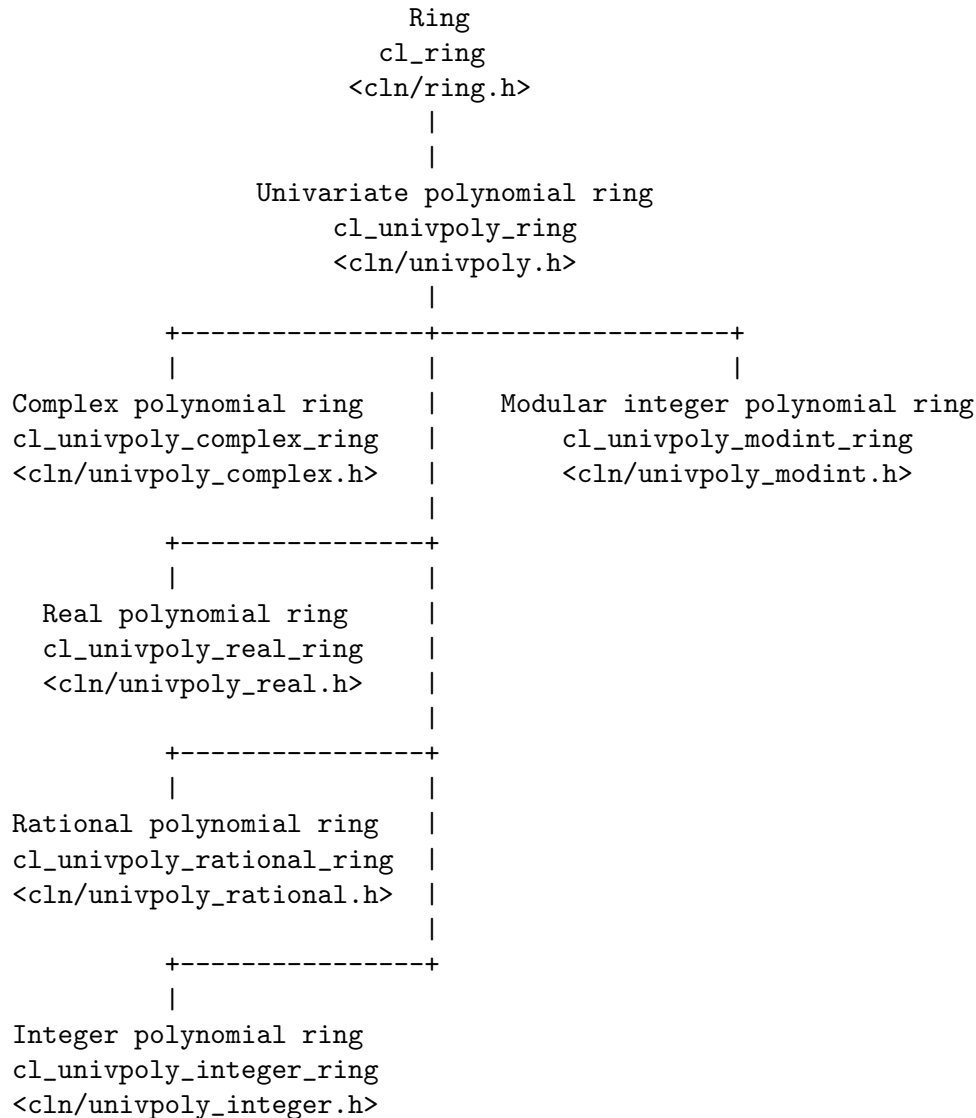 Ring
cl_ring
<cln/ring.h>
|
|
Univariate polynomial ring
cl_univpoly_ring
<cln/univpoly.h>
|
+----------------+-------------------+
|                |                   |
Complex polynomial ring    |    Modular integer polynomial ring
cl_univpoly_complex_ring   |        cl_univpoly_modint_ring
<cln/univpoly_complex.h>   |        <cln/univpoly_modint.h>
|
+----------------+
|                |
Real polynomial ring     |
cl_univpoly_real_ring    |
<cln/univpoly_real.h>    |
|
+----------------+
|                |
Rational polynomial ring   |
cl_univpoly_rational_ring  |
<cln/univpoly_rational.h>  |
|
+----------------+
|
Integer polynomial ring
cl_univpoly_integer_ring
<cln/univpoly_integer.h>